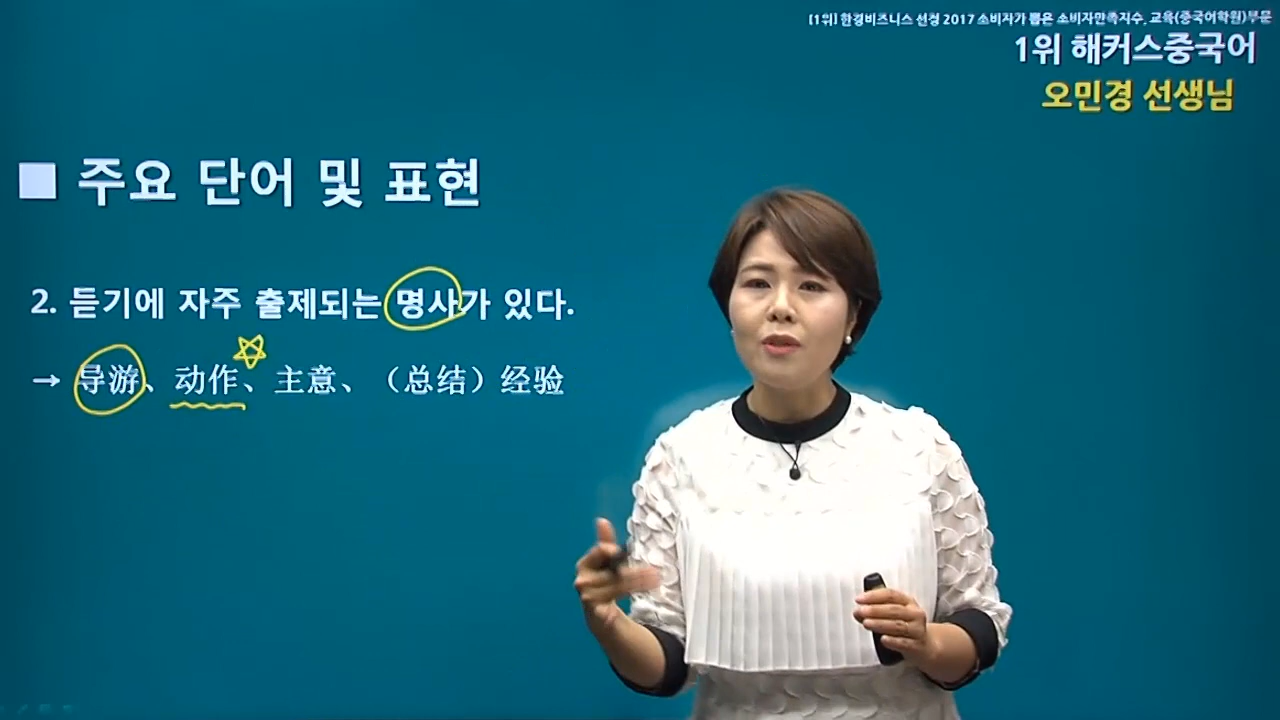 [1위] 한경비즈니스 선정 2017 소비자가 뽑은 소비자만족지수, 교육(중국어학원)부문
1위 해커스중국어
오민경 선생님
■ 주요 단어 및 표현
2. 듣기에 자주 출제되는 명사가 있다.
→ 导游、动作、主意、（总结）经验